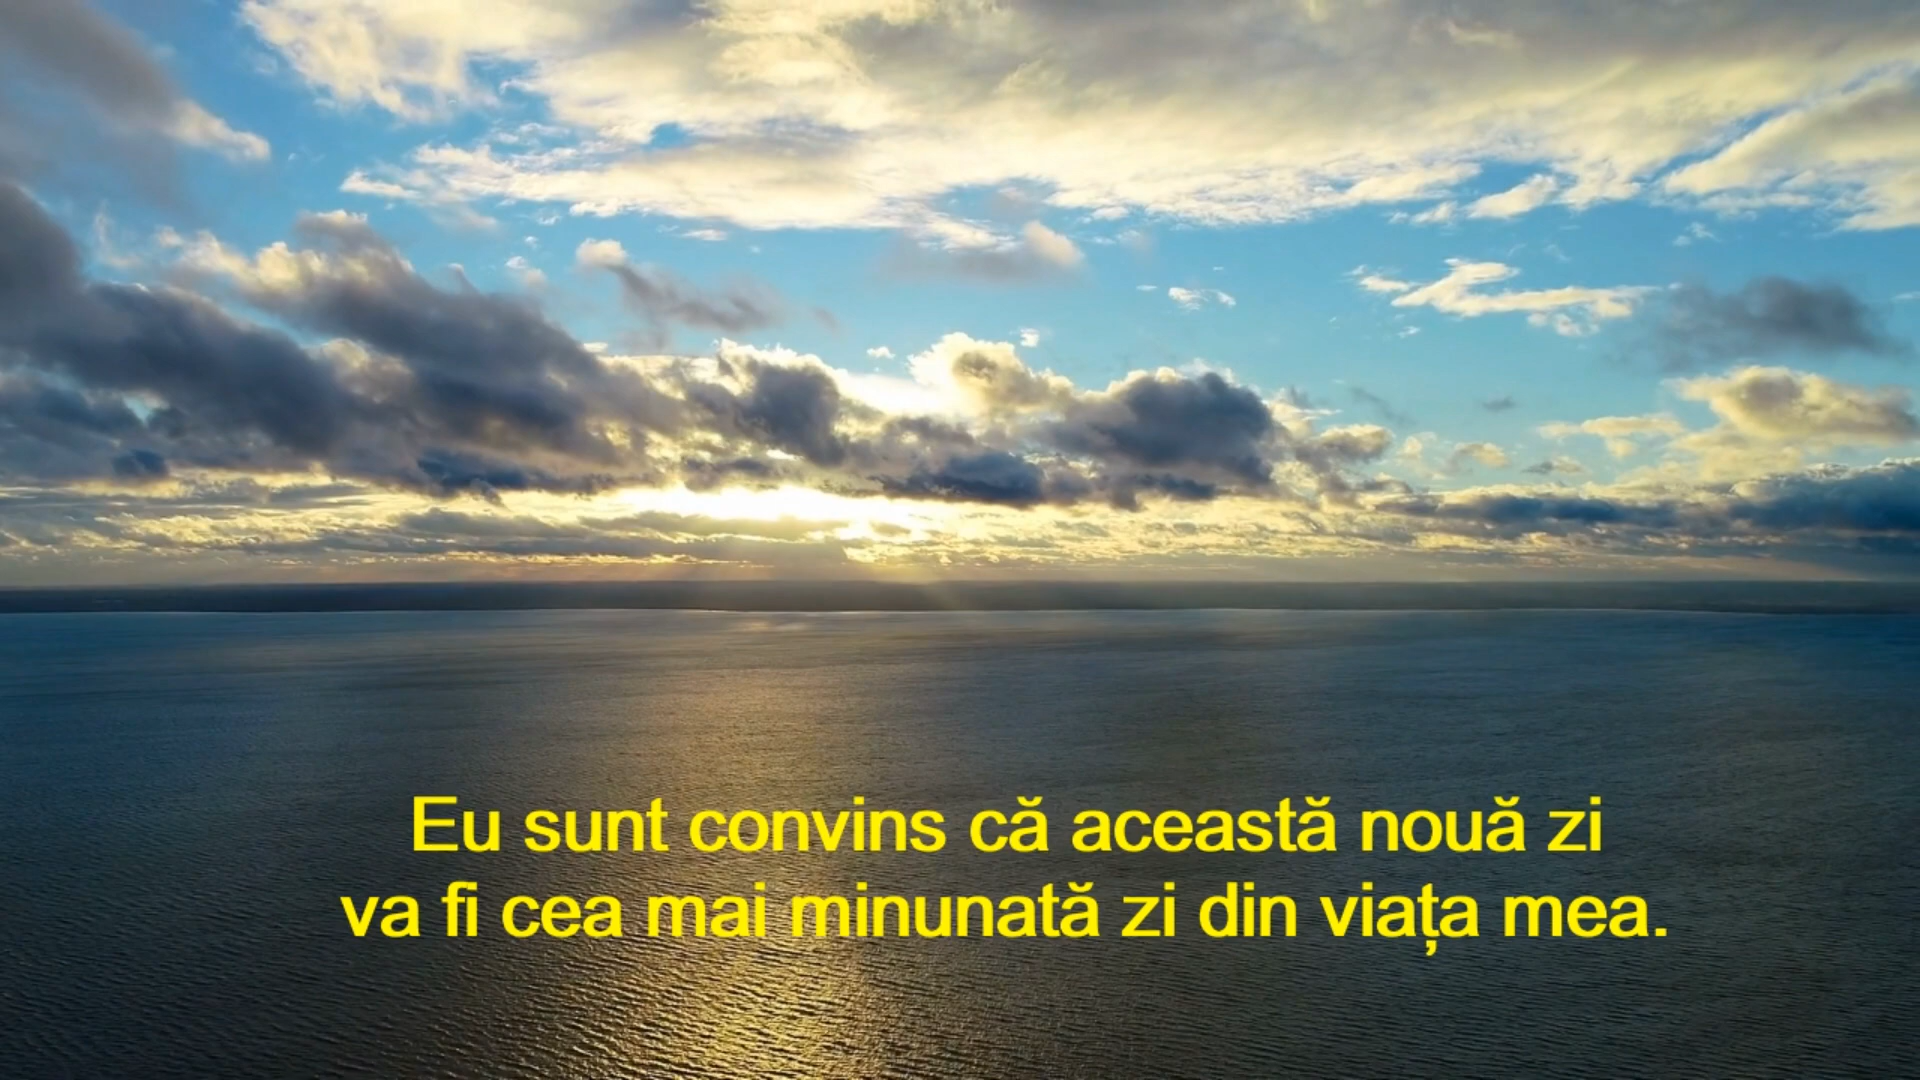 Eu sunt convins că această nouă zi
va fi cea mai minunată zi din viața mea.